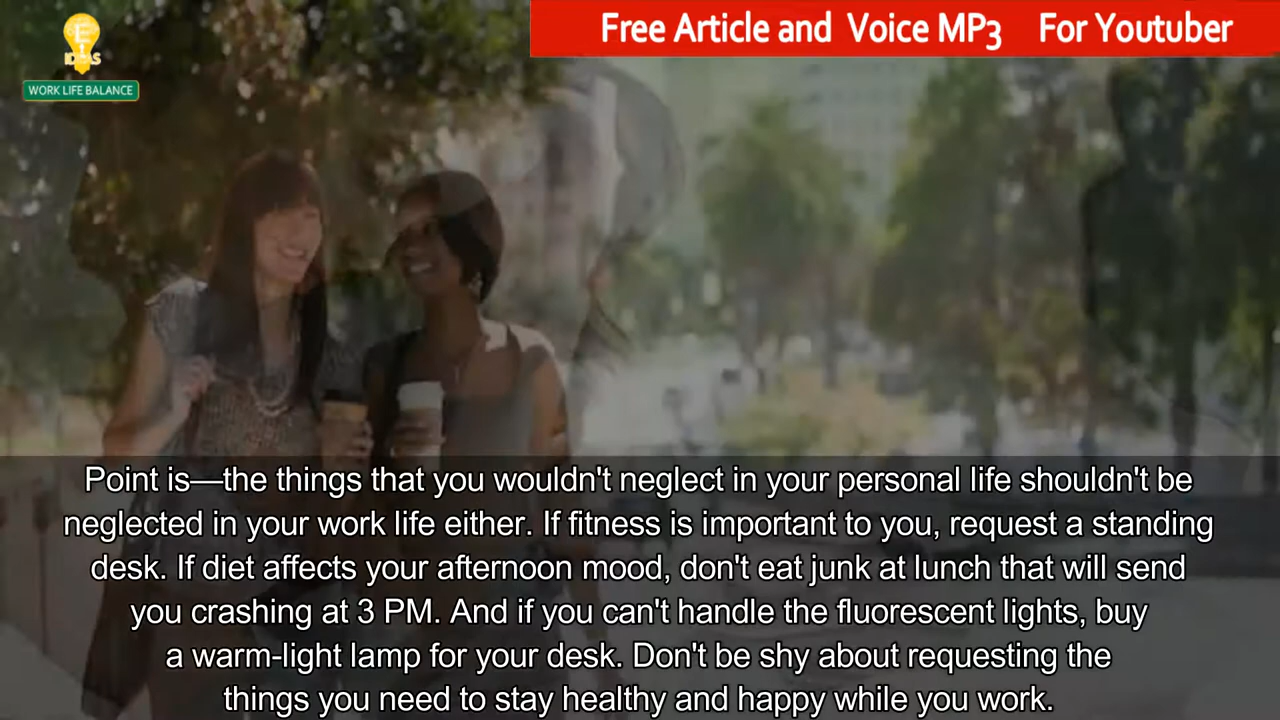 Free Article and Voice MP3 For Youtuber
EI
IDEAS
WORK LIFE BALANCE
Point is—the things that you wouldn't neglect in your personal life shouldn't be
neglected in your work life either. If fitness is important to you, request a standing
desk. If diet affects your afternoon mood, don't eat junk at lunch that will send
you crashing at 3 PM. And if you can't handle the fluorescent lights, buy
a warm-light lamp for your desk. Don't be shy about requesting the
things you need to stay healthy and happy while you work.